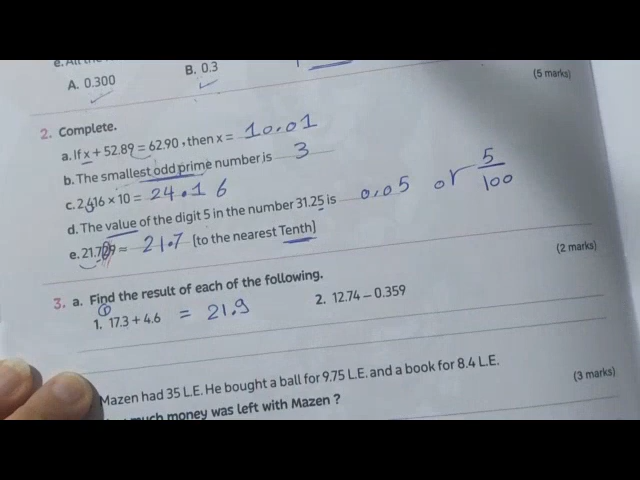 e. All the
A. 0.300 B. 0.3
(5 marks)
2. Complete.
a. If x + 52.89 = 62.90 , then x = 10.01
b. The smallest odd prime number is 3
c. 2.416 × 10 = 24.16
d. The value of the digit 5 in the number 31.25 is 0.05 or 5/100
e. 21.709 ≈ 21.7 [to the nearest Tenth]
(2 marks)
3. a. Find the result of each of the following.
1. 17.3 + 4.6 = 21.9 2. 12.74 – 0.359
Mazen had 35 L.E. He bought a ball for 9.75 L.E. and a book for 8.4 L.E.
(3 marks)
much money was left with Mazen ?